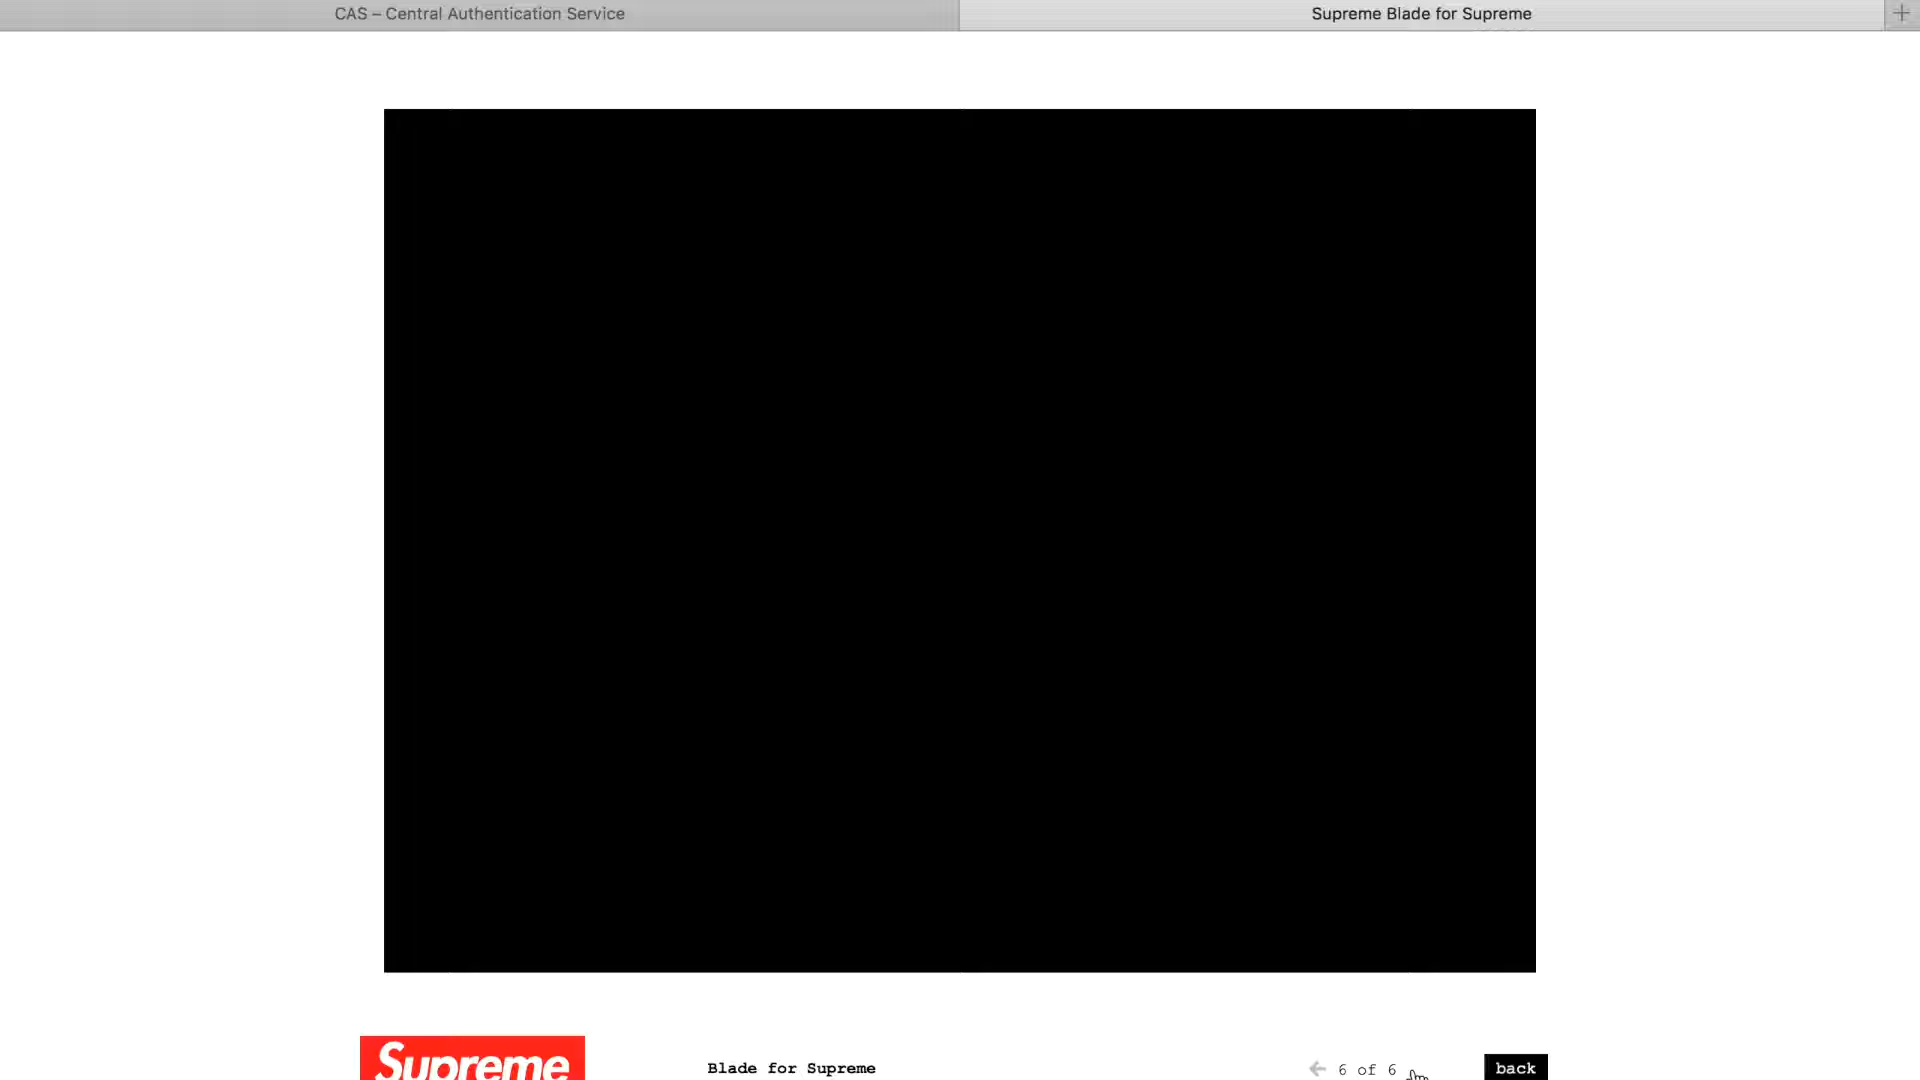 CAS – Central Authentication Service
Supreme Blade for Supreme
Supreme
Blade for Supreme
6 of 6
back